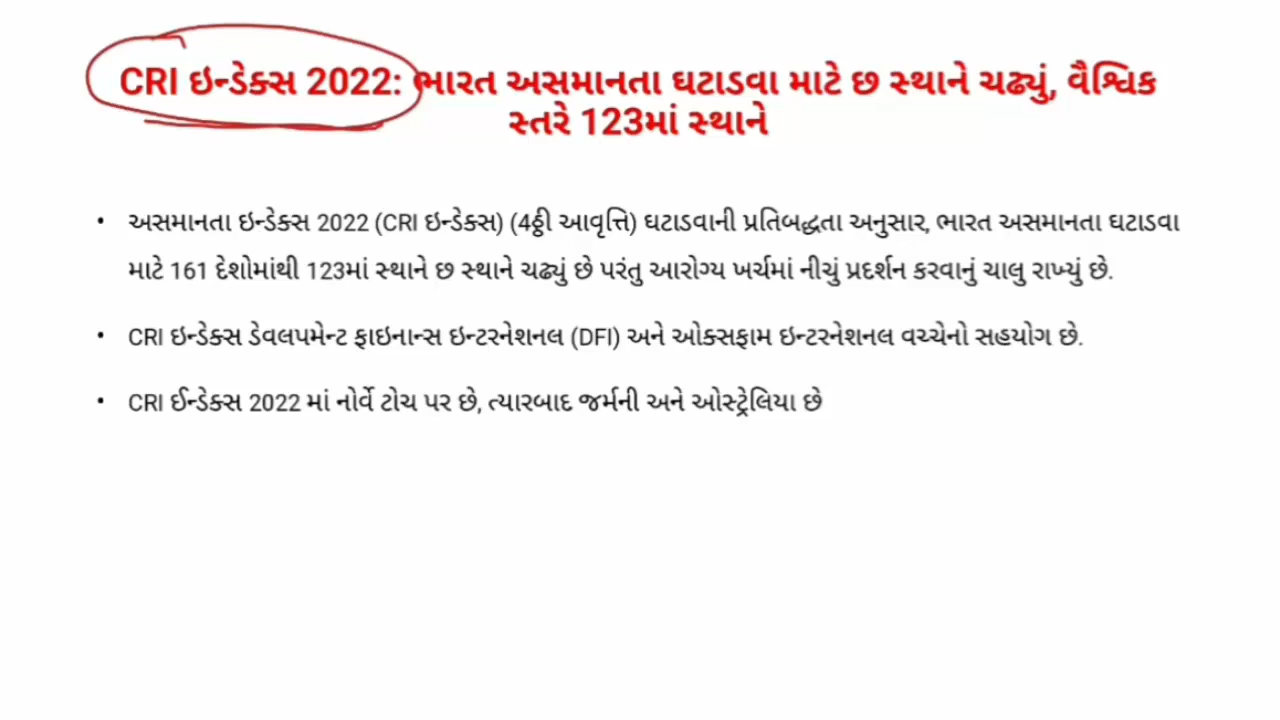 CRI ઇન્ડેક્સ 2022: ભારત અસમાનતા ઘટાડવા માટે છ સ્થાને ચઢ્યું, વૈશ્વિક
સ્તરે 123માં સ્થાને
• અસમાનતા ઇન્ડેક્સ 2022 (CRI ઇન્ડેક્સ) (4ઠ્ઠી આવૃત્તિ) ઘટાડવાની પ્રતિબદ્ધતા અનુસાર, ભારત અસમાનતા ઘટાડવા
માટે 161 દેશોમાંથી 123માં સ્થાને છ સ્થાને ચઢ્યું છે પરંતુ આરોગ્ય ખર્ચમાં નીચું પ્રદર્શન કરવાનું ચાલુ રાખ્યું છે.
• CRI ઇન્ડેક્સ ડેવલપમેન્ટ ફાઇનાન્સ ઇન્ટરનેશનલ (DFI) અને ઓક્સફામ ઇન્ટરનેશનલ વચ્ચેનો સહયોગ છે.
• CRI ઈન્ડેક્સ 2022 માં નોર્વે ટોચ પર છે, ત્યારબાદ જર્મની અને ઓસ્ટ્રેલિયા છે